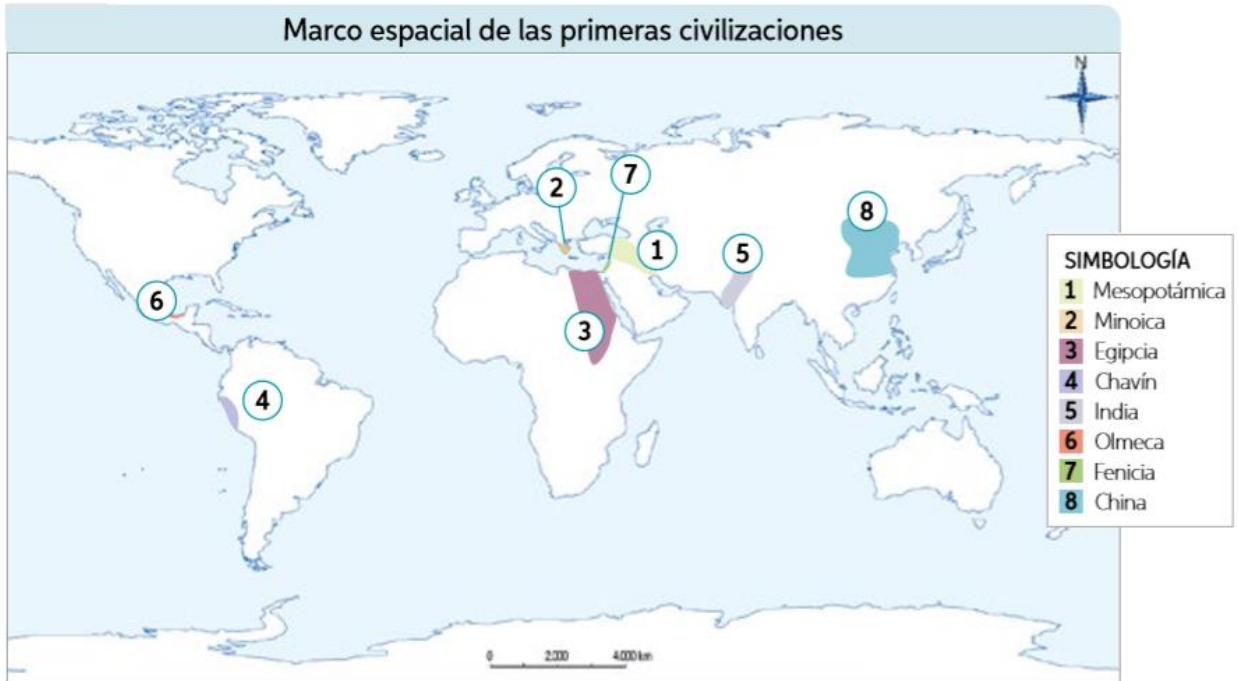 Marco espacial de las primeras civilizaciones
N
7
2
8
1
5
6
3
4
SIMBOLOGÍA
1 Mesopotámica
2 Minoica
3 Egipcia
4 Chavín
5 India
6 Olmeca
7 Fenicia
8 China
0 2.000 4.000 km